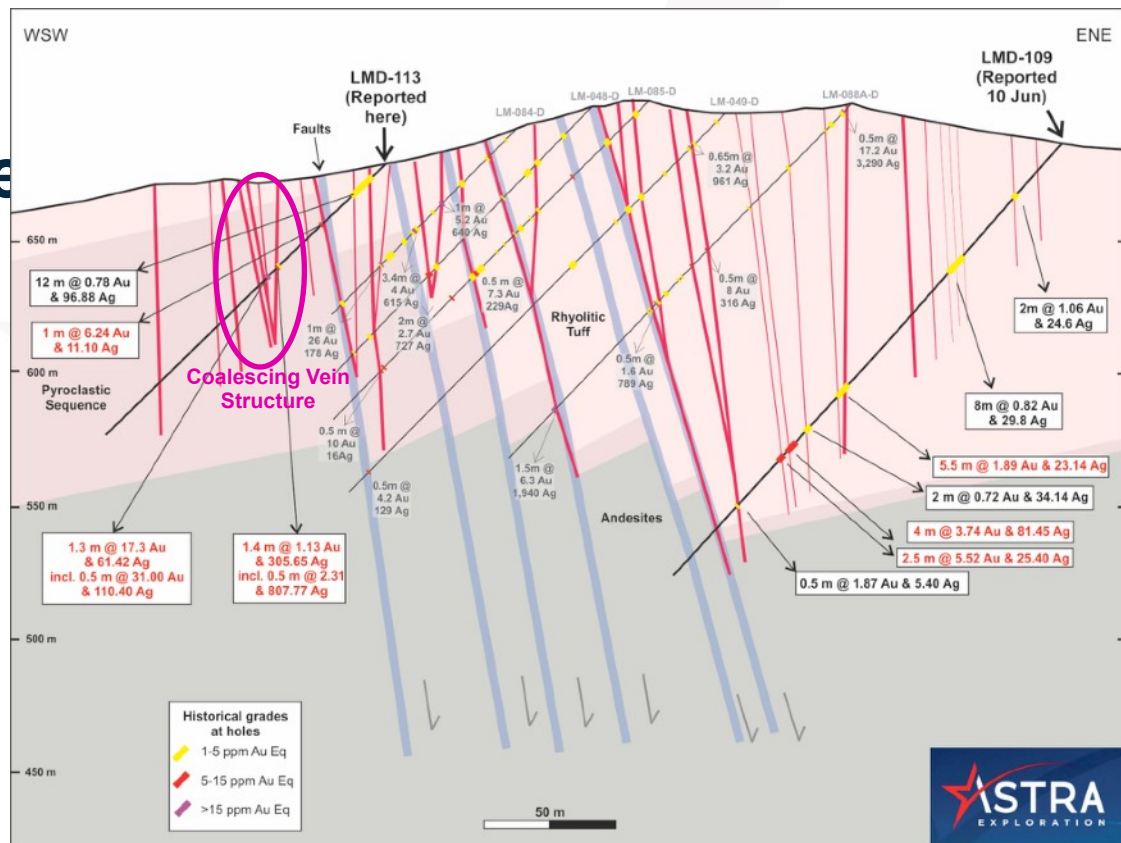 WSW
ENE
LMD-113
(Reported
here)
LMD-109
(Reported
10 Jun)
LM-084-D
LM-048-D
LM-085-D
LM-049-D
LM-088A-D
Faults
e
0.5m @
17.2 Au
3,290 Ag
0.65m @
3.2 Au
961 Ag
1m @
5.2 Au
640 Ag
650 m
12 m @ 0.78 Au
& 96.88 Ag
3.4m @
4 Au
615 Ag
0.5 m @
7.3 Au
229Ag
0.5m @
8 Au
316 Ag
1 m @ 6.24 Au
& 11.10 Ag
1m @
26 Au
178 Ag
2m @
2.7 Au
727 Ag
Rhyolitic
Tuff
2m @ 1.06 Au
& 24.6 Ag
0.5m @
1.6 Au
789 Ag
600 m
Pyroclastic
Sequence
Coalescing Vein
Structure
8m @ 0.82 Au
& 29.8 Ag
0.5 m @
10 Au
16Ag
1.5m @
6.3 Au
1,940 Ag
5.5 m @ 1.89 Au & 23.14 Ag
0.5m @
4.2 Au
129 Ag
2 m @ 0.72 Au & 34.14 Ag
550 m
Andesites
4 m @ 3.74 Au & 81.45 Ag
1.3 m @ 17.3 Au
& 61.42 Ag
incl. 0.5 m @ 31.00 Au
& 110.40 Ag
1.4 m @ 1.13 Au
& 305.65 Ag
incl. 0.5 m @ 2.31
& 807.77 Ag
2.5 m @ 5.52 Au & 25.40 Ag
0.5 m @ 1.87 Au & 5.40 Ag
500 m
Historical grades
at holes
1-5 ppm Au Eq
5-15 ppm Au Eq
>15 ppm Au Eq
450 m
50 m
ASTRA
EXPLORATION